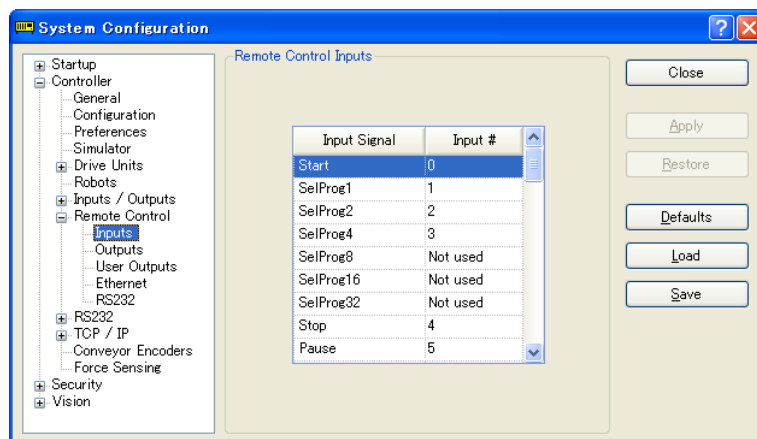 System Configuration
Startup
Controller
General
Configuration
Preferences
Simulator
Drive Units
Robots
Inputs / Outputs
Remote Control
Inputs
Outputs
User Outputs
Ethernet
RS232
RS232
TCP / IP
Conveyor Encoders
Force Sensing
Security
Vision
Remote Control Inputs
Input Signal Input #
Start 0
SelProg1 1
SelProg2 2
SelProg4 3
SelProg8 Not used
SelProg16 Not used
SelProg32 Not used
Stop 4
Pause 5
Close
Apply
Restore
Defaults
Load
Save